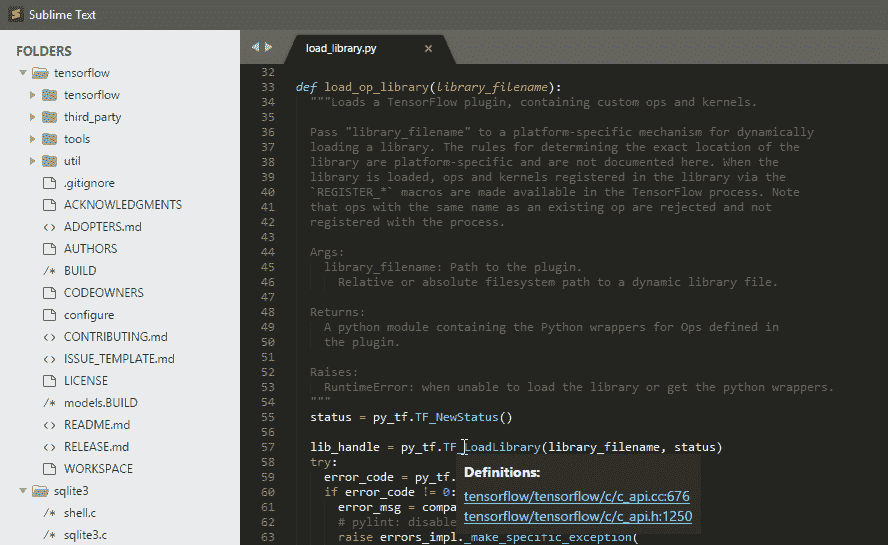 Sublime Text
FOLDERS
tensorflow
tensorflow
third_party
tools
util
.gitignore
ACKNOWLEDGMENTS
<> ADOPTERS.md
AUTHORS
/* BUILD
CODEOWNERS
configure
<> CONTRIBUTING.md
<> ISSUE_TEMPLATE.md
LICENSE
/* models.BUILD
<> README.md
<> RELEASE.md
WORKSPACE
sqlite3
/* shell.c
/* sqlite3.c
load_library.py ×
32
33 def load_op_library(library_filename):
34 """Loads a TensorFlow plugin, containing custom ops and kernels.
35
36 Pass "library_filename" to a platform-specific mechanism for dynamically
37 loading a library. The rules for determining the exact location of the
38 library are platform-specific and are not documented here. When the
39 library is loaded, ops and kernels registered in the library via the
40 `REGISTER_*` macros are made available in the TensorFlow process. Note
41 that ops with the same name as an existing op are rejected and not
42 registered with the process.
43
44 Args:
45 library_filename: Path to the plugin.
46 Relative or absolute filesystem path to a dynamic library file.
47
48 Returns:
49 A python module containing the Python wrappers for Ops defined in
50 the plugin.
51
52 Raises:
53 RuntimeError: when unable to load the library or get the python wrappers.
54 """
55 status = py_tf.TF_NewStatus()
56
57 lib_handle = py_tf.TF_LoadLibrary(library_filename, status)
58 try:
59 error_code = py_tf.
60 if error_code != 0:
61 error_msg = compa
62 # pylint: disable
63 raise errors_impl._make_specific_exception(
Definitions:
tensorflow/tensorflow/c/c_api.cc:676
tensorflow/tensorflow/c/c_api.h:1250